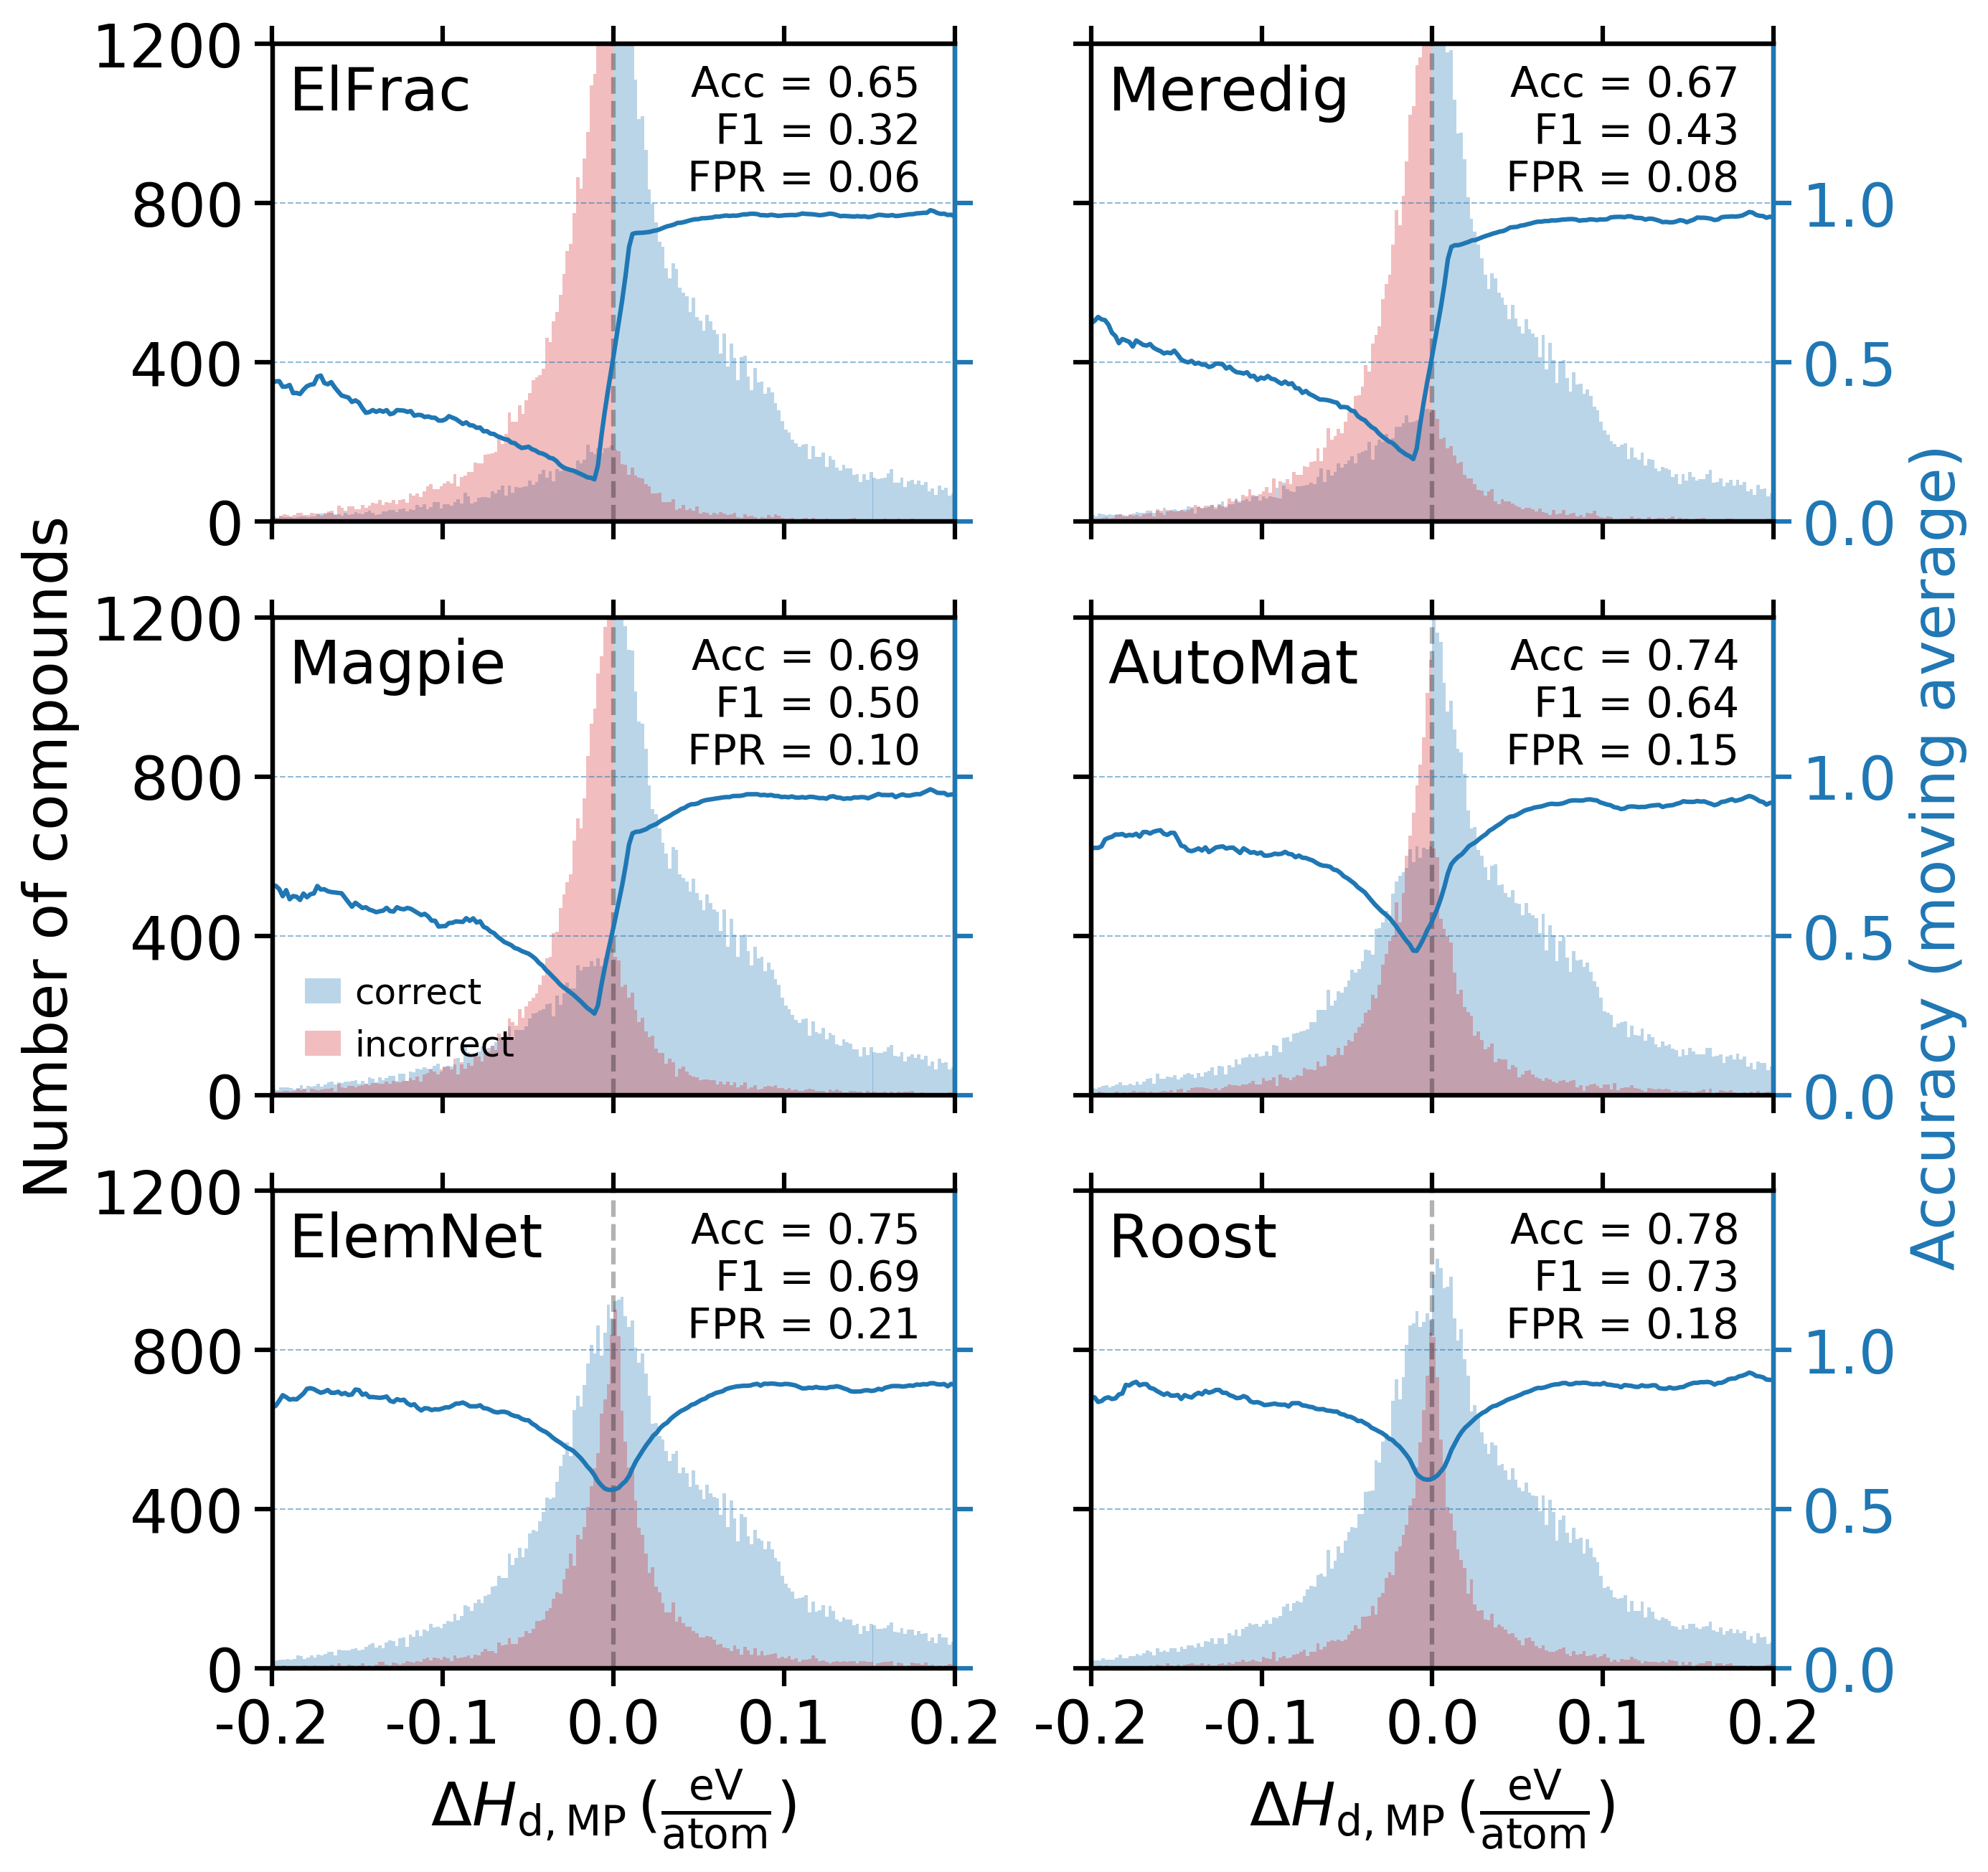 Number of compounds
1200
800
400
0
ElFrac
Acc = 0.65
F1 = 0.32
FPR = 0.06
Meredig
Acc = 0.67
F1 = 0.43
FPR = 0.08
1.0
0.5
0.0
1200
800
400
0
Magpie
Acc = 0.69
F1 = 0.50
FPR = 0.10
correct
incorrect
AutoMat
Acc = 0.74
F1 = 0.64
FPR = 0.15
1.0
0.5
0.0
Accuracy (moving average)
1200
800
400
0
ElemNet
Acc = 0.75
F1 = 0.69
FPR = 0.21
Roost
Acc = 0.78
F1 = 0.73
FPR = 0.18
1.0
0.5
0.0
-0.2 -0.1 0.0 0.1 0.2
-0.2 -0.1 0.0 0.1 0.2
ΔH d, MP (eV/atom)
ΔH d, MP (eV/atom)